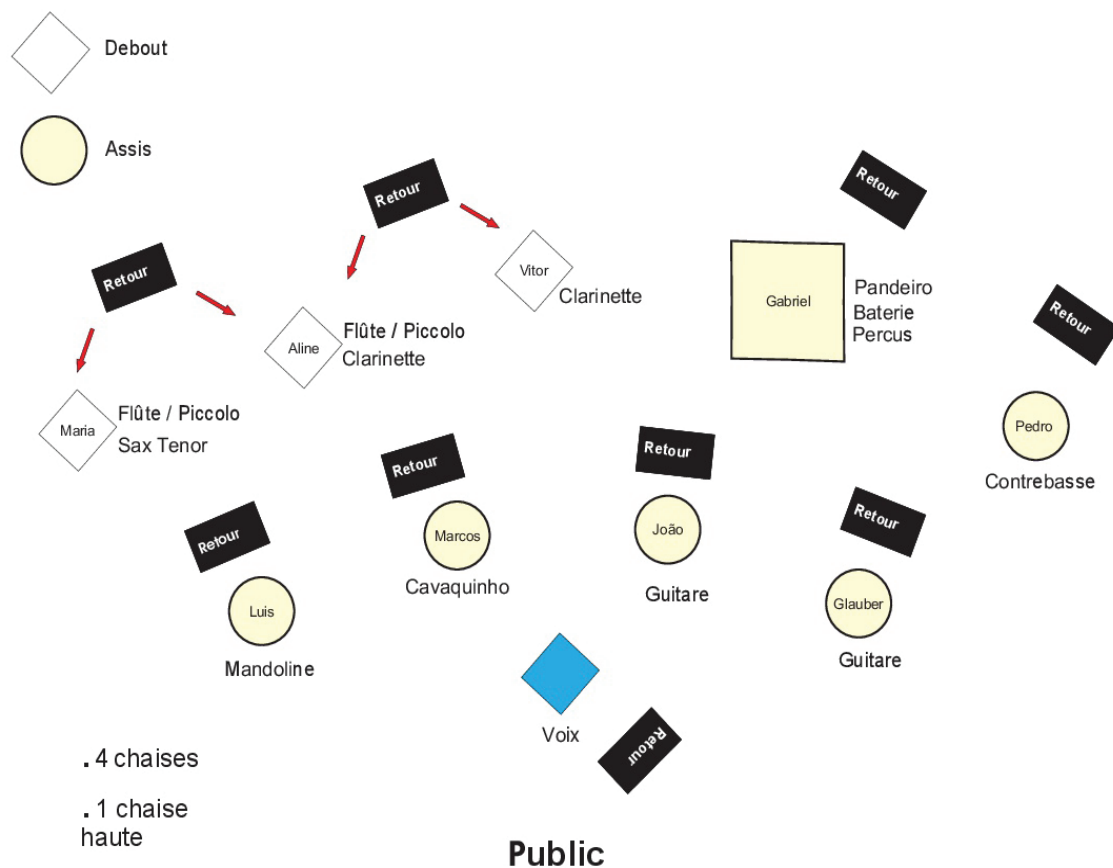 Debout
Assis
Retour
Retour
Retour
Vitor
Clarinette
Gabriel
Pandeiro
Baterie
Percus
Retour
Retour
Aline
Flûte / Piccolo
Clarinette
Maria
Flûte / Piccolo
Sax Tenor
Pedro
Contrebasse
Retour
Retour
Retour
Retour
Luis
Mandoline
Marcos
Cavaquinho
João
Guitare
Glauber
Guitare
Voix
Retour
. 4 chaises
. 1 chaise
haute
Public